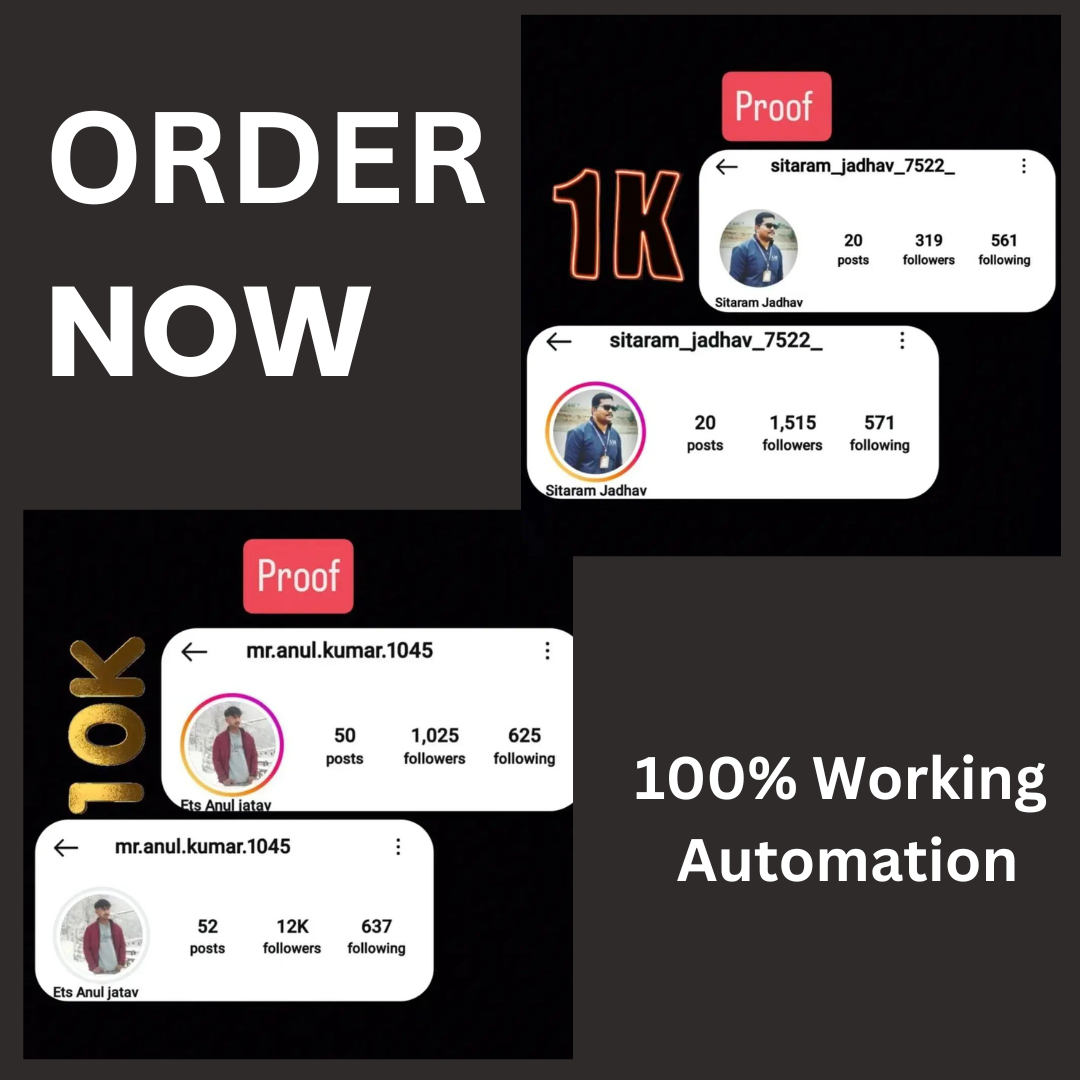 ORDER
NOW
Proof
1K
sitaram_jadhav_7522_
20 319 561
posts followers following
Sitaram Jadhav
sitaram_jadhav_7522_
20 1,515 571
posts followers following
Sitaram Jadhav
Proof
10K
mr.anul.kumar.1045
50 1,025 625
posts followers following
Ets Anul jatav
mr.anul.kumar.1045
52 12K 637
posts followers following
Ets Anul jatav
100% Working
Automation